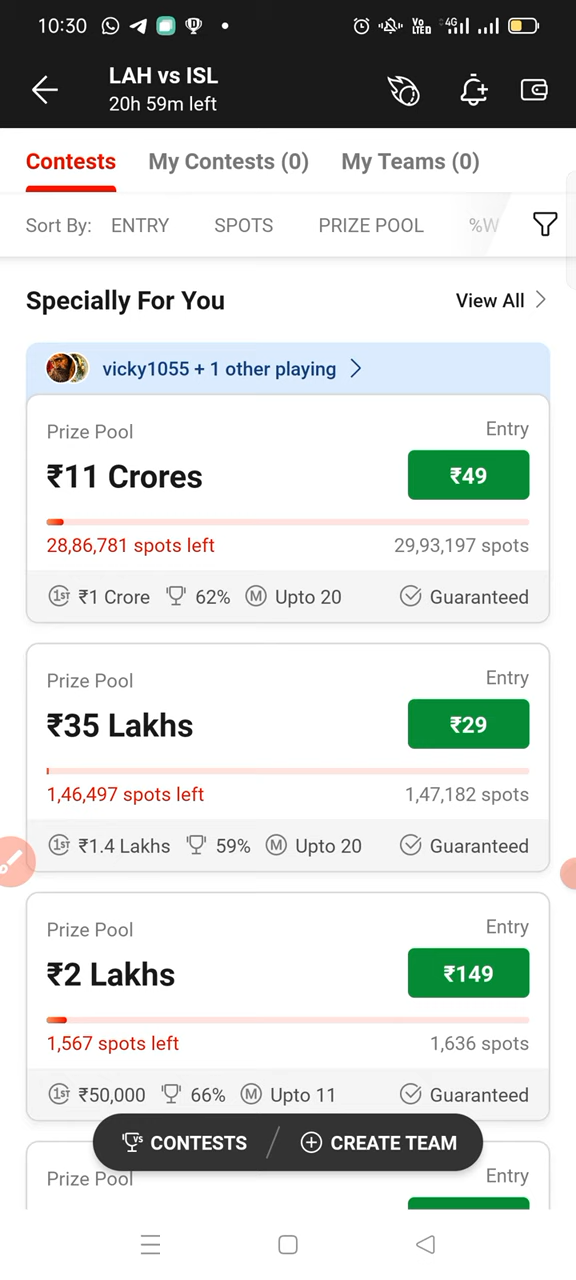 10:30
Vo LTED 4G
LAH vs ISL
20h 59m left
Contests My Contests (0) My Teams (0)
Sort By: ENTRY SPOTS PRIZE POOL %W
Specially For You View All
vicky1055 + 1 other playing
Prize Pool Entry
₹11 Crores ₹49
28,86,781 spots left 29,93,197 spots
1ST ₹1 Crore 62% M Upto 20 Guaranteed
Prize Pool Entry
₹35 Lakhs ₹29
1,46,497 spots left 1,47,182 spots
1ST ₹1.4 Lakhs 59% M Upto 20 Guaranteed
Prize Pool Entry
₹2 Lakhs ₹149
1,567 spots left 1,636 spots
1ST ₹50,000 66% M Upto 11 Guaranteed
VS CONTESTS / CREATE TEAM
Prize Pool Entry